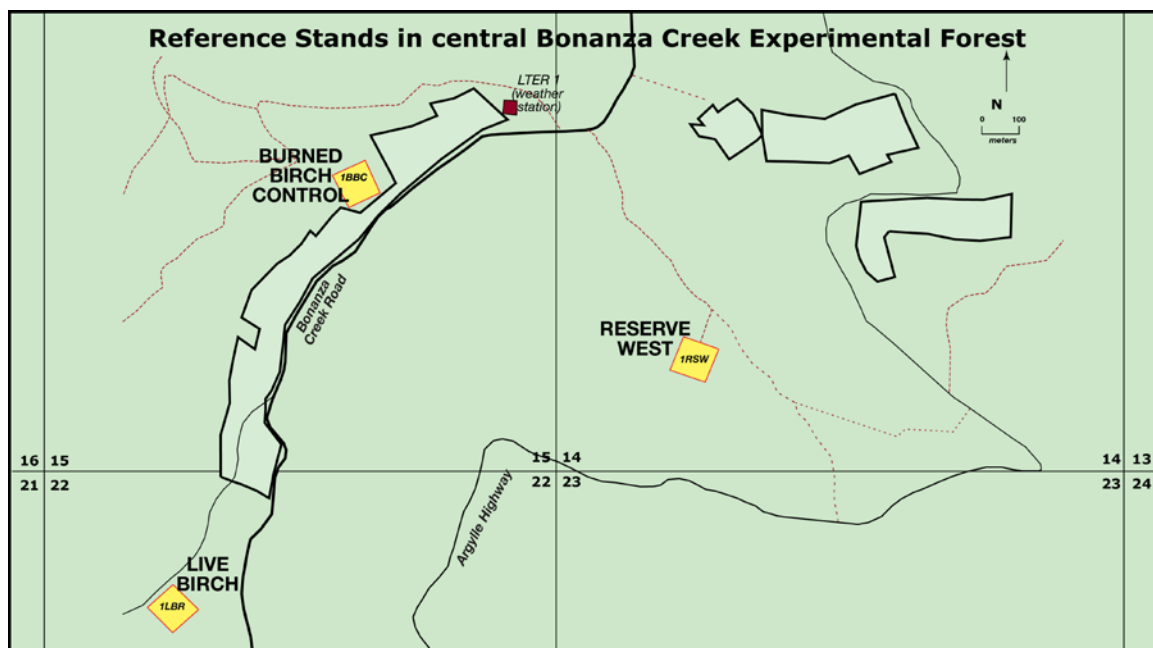 Reference Stands in central Bonanza Creek Experimental Forest
LTER 1
(weather
station)
N
0 100
meters
BURNED
BIRCH
CONTROL
1BBC
Bonanza
Creek Road
RESERVE
WEST
1RSW
16 15
21 22
15 14
22 23
14 13
23 24
Argylle Highway
LIVE
BIRCH
1LBR